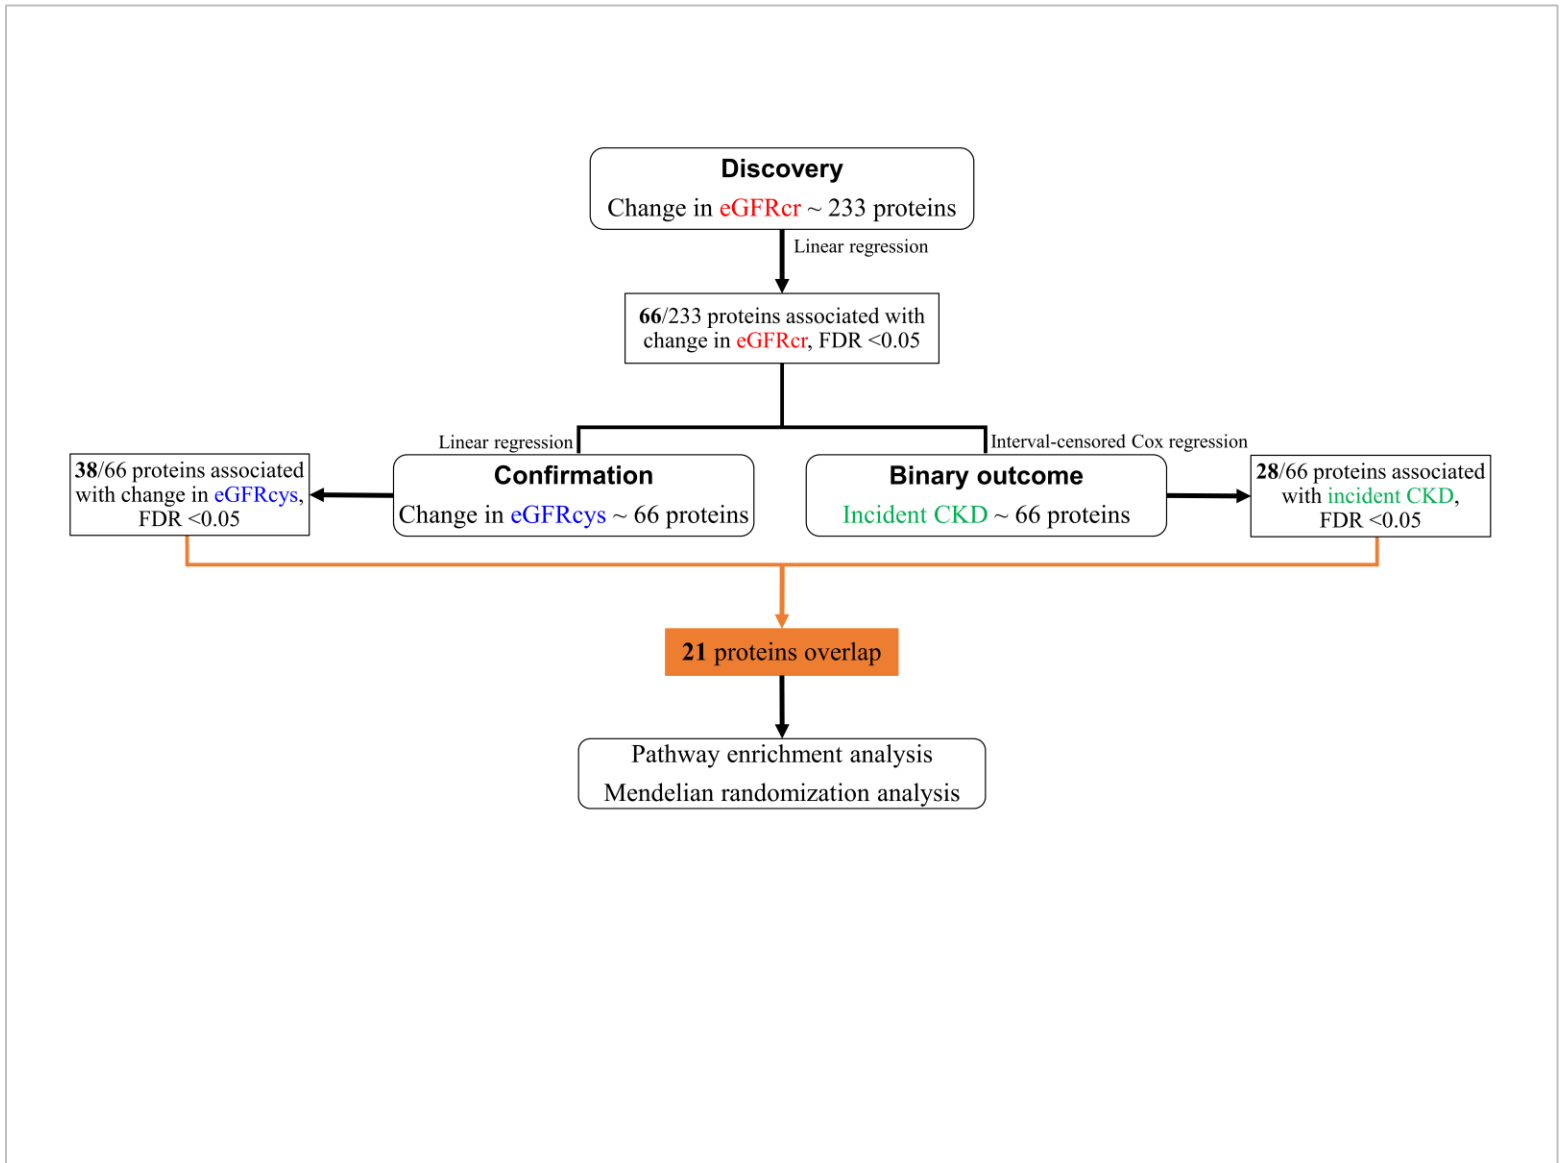 Discovery
Change in eGFRcr ~ 233 proteins
Linear regression
66/233 proteins associated with
change in eGFRcr, FDR <0.05
Linear regression
Interval-censored Cox regression
38/66 proteins associated
with change in eGFRcys,
FDR <0.05
Confirmation
Change in eGFRcys ~ 66 proteins
Binary outcome
Incident CKD ~ 66 proteins
28/66 proteins associated
with incident CKD,
FDR <0.05
21 proteins overlap
Pathway enrichment analysis
Mendelian randomization analysis